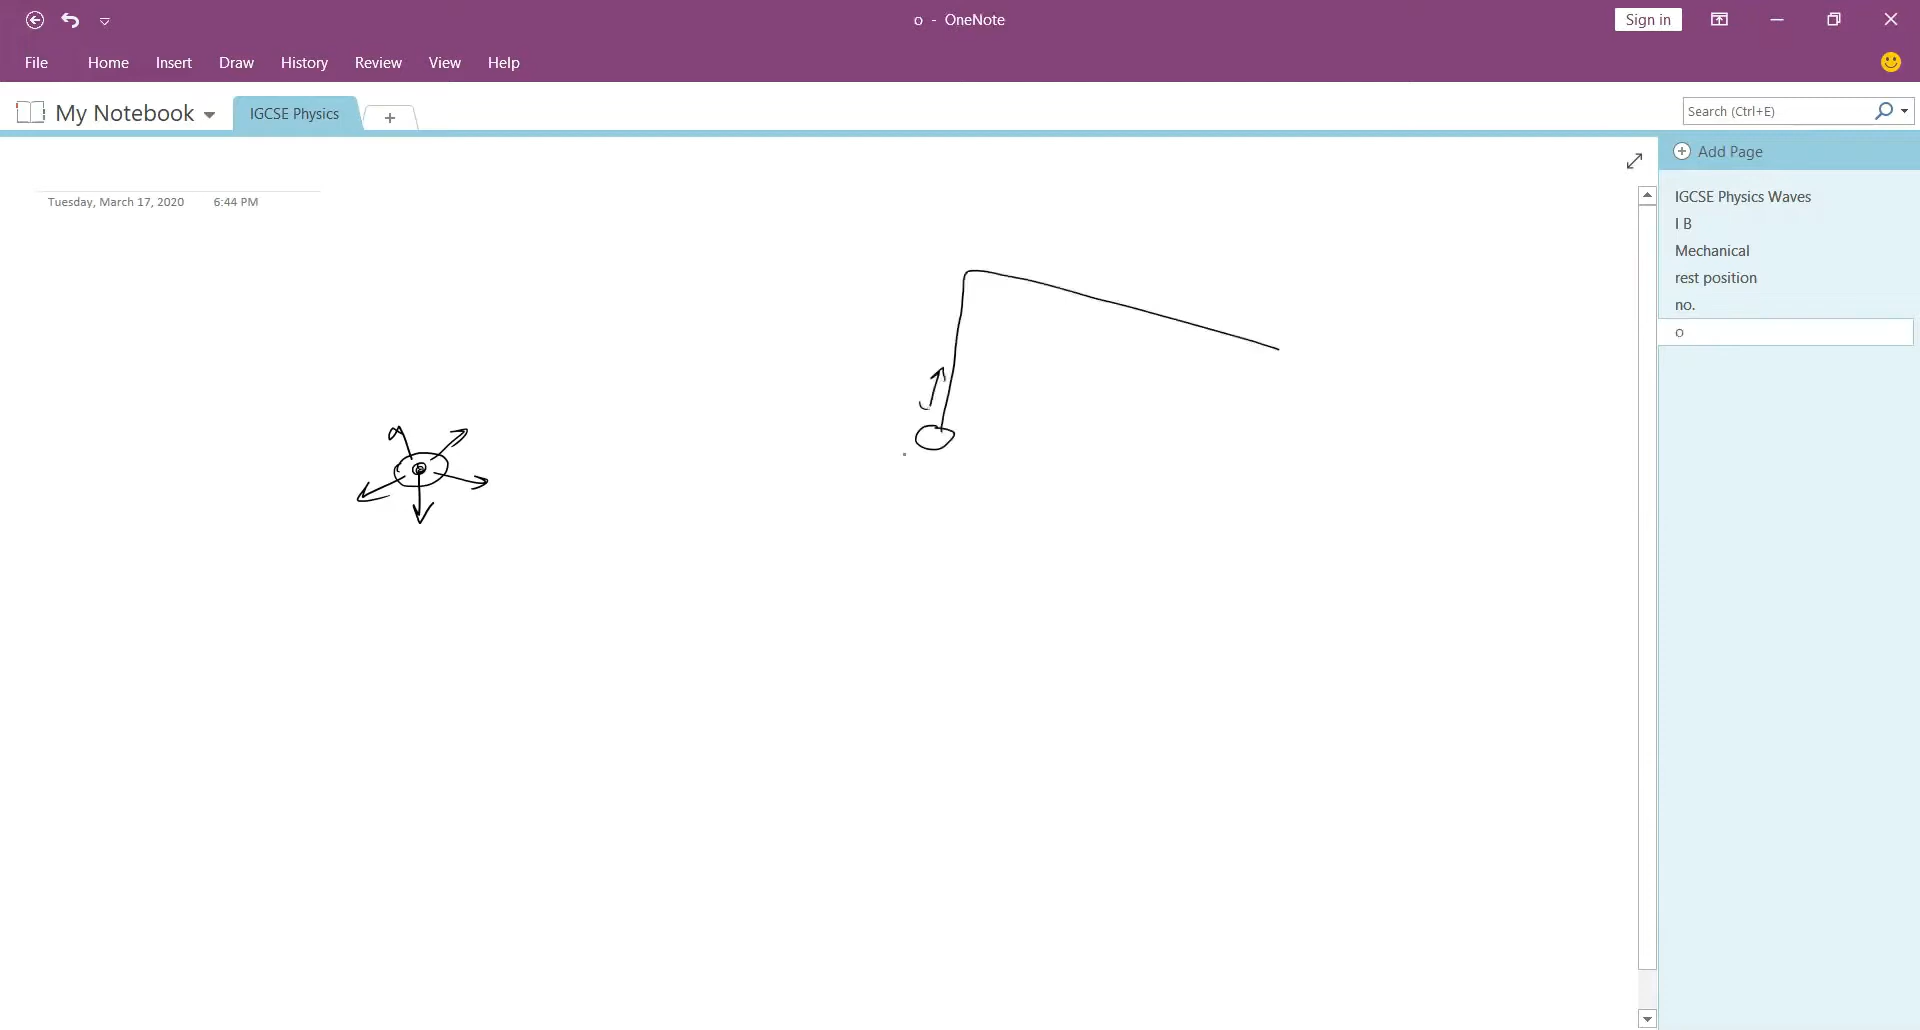 o - OneNote
Sign in
File Home Insert Draw History Review View Help
My Notebook
IGCSE Physics
+
Search (Ctrl+E)
Add Page
Tuesday, March 17, 2020 6:44 PM
IGCSE Physics Waves
I B
Mechanical
rest position
no.
o